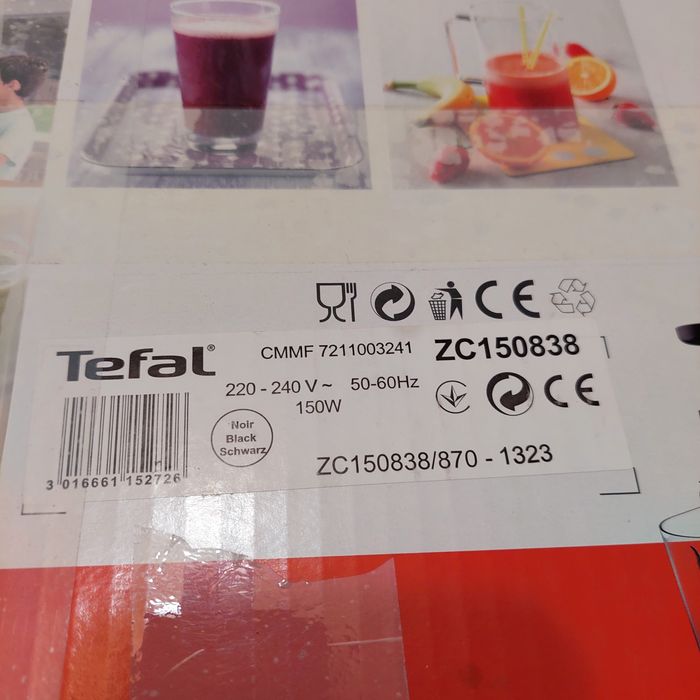 Tefal®
CMMF 7211003241 ZC150838
220 - 240 V ~ 50-60Hz
150W
Noir
Black
Schwarz
3 016661 152726
ZC150838/870 - 1323